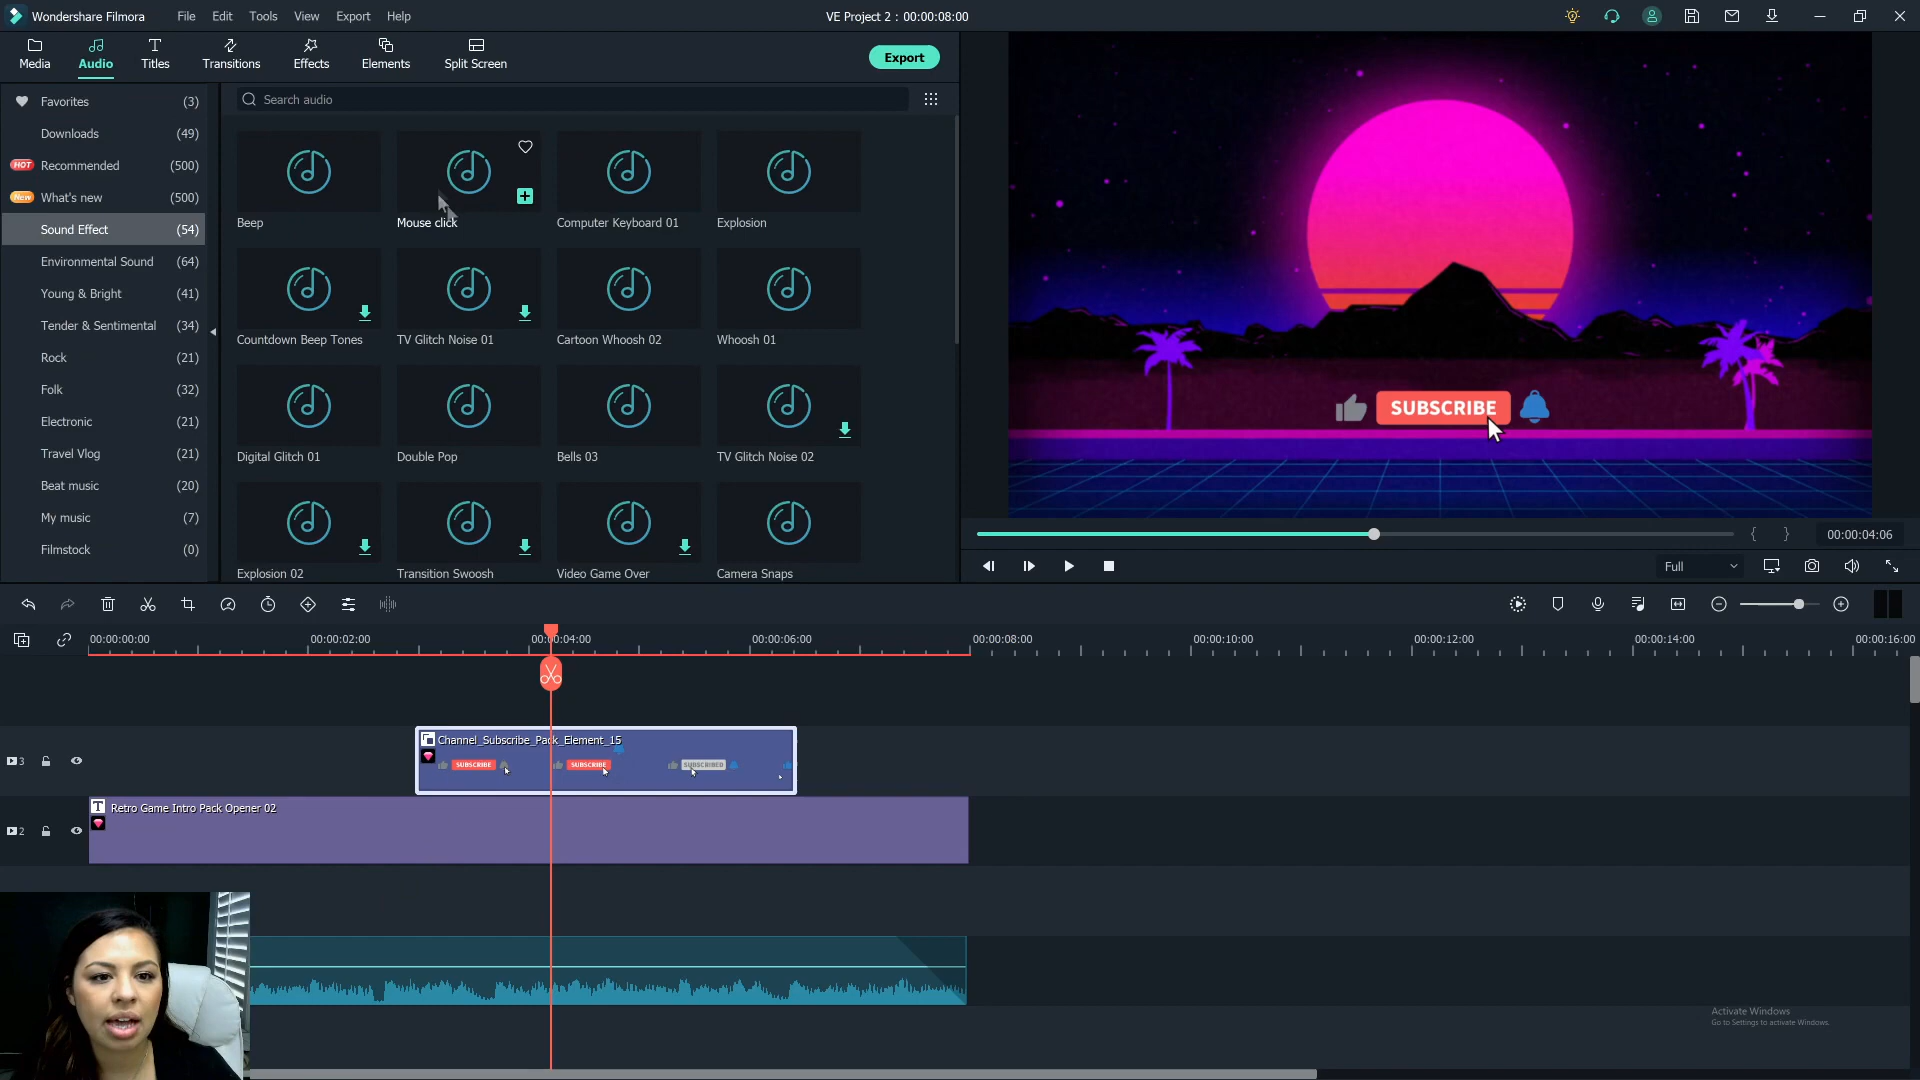 Wondershare Filmora
File Edit Tools View Export Help
VE Project 2 : 00:00:08:00
Media Audio Titles Transitions Effects Elements Split Screen
Export
Favorites (3)
Downloads (49)
HOT Recommended (500)
New What's new (500)
Sound Effect (54)
Environmental Sound (64)
Young & Bright (41)
Tender & Sentimental (34)
Rock (21)
Folk (32)
Electronic (21)
Travel Vlog (21)
Beat music (20)
My music (7)
Filmstock (0)
Search audio
Beep Mouse click Computer Keyboard 01 Explosion
Countdown Beep Tones TV Glitch Noise 01 Cartoon Whoosh 02 Whoosh 01
Digital Glitch 01 Double Pop Bells 03 TV Glitch Noise 02
Explosion 02 Transition Swoosh Video Game Over Camera Snaps
SUBSCRIBE
{ } 00:00:04:06
Full
00:00:00:00 00:00:02:00 00:00:04:00 00:00:06:00 00:00:08:00 00:00:10:00 00:00:12:00 00:00:14:00 00:00:16:00
3
Channel_Subscribe_Pack_Element_15
SUBSCRIBE SUBSCRIBE SUBSCRIBED
2
T Retro Game Intro Pack Opener 02
Activate Windows
Go to Settings to activate Windows.